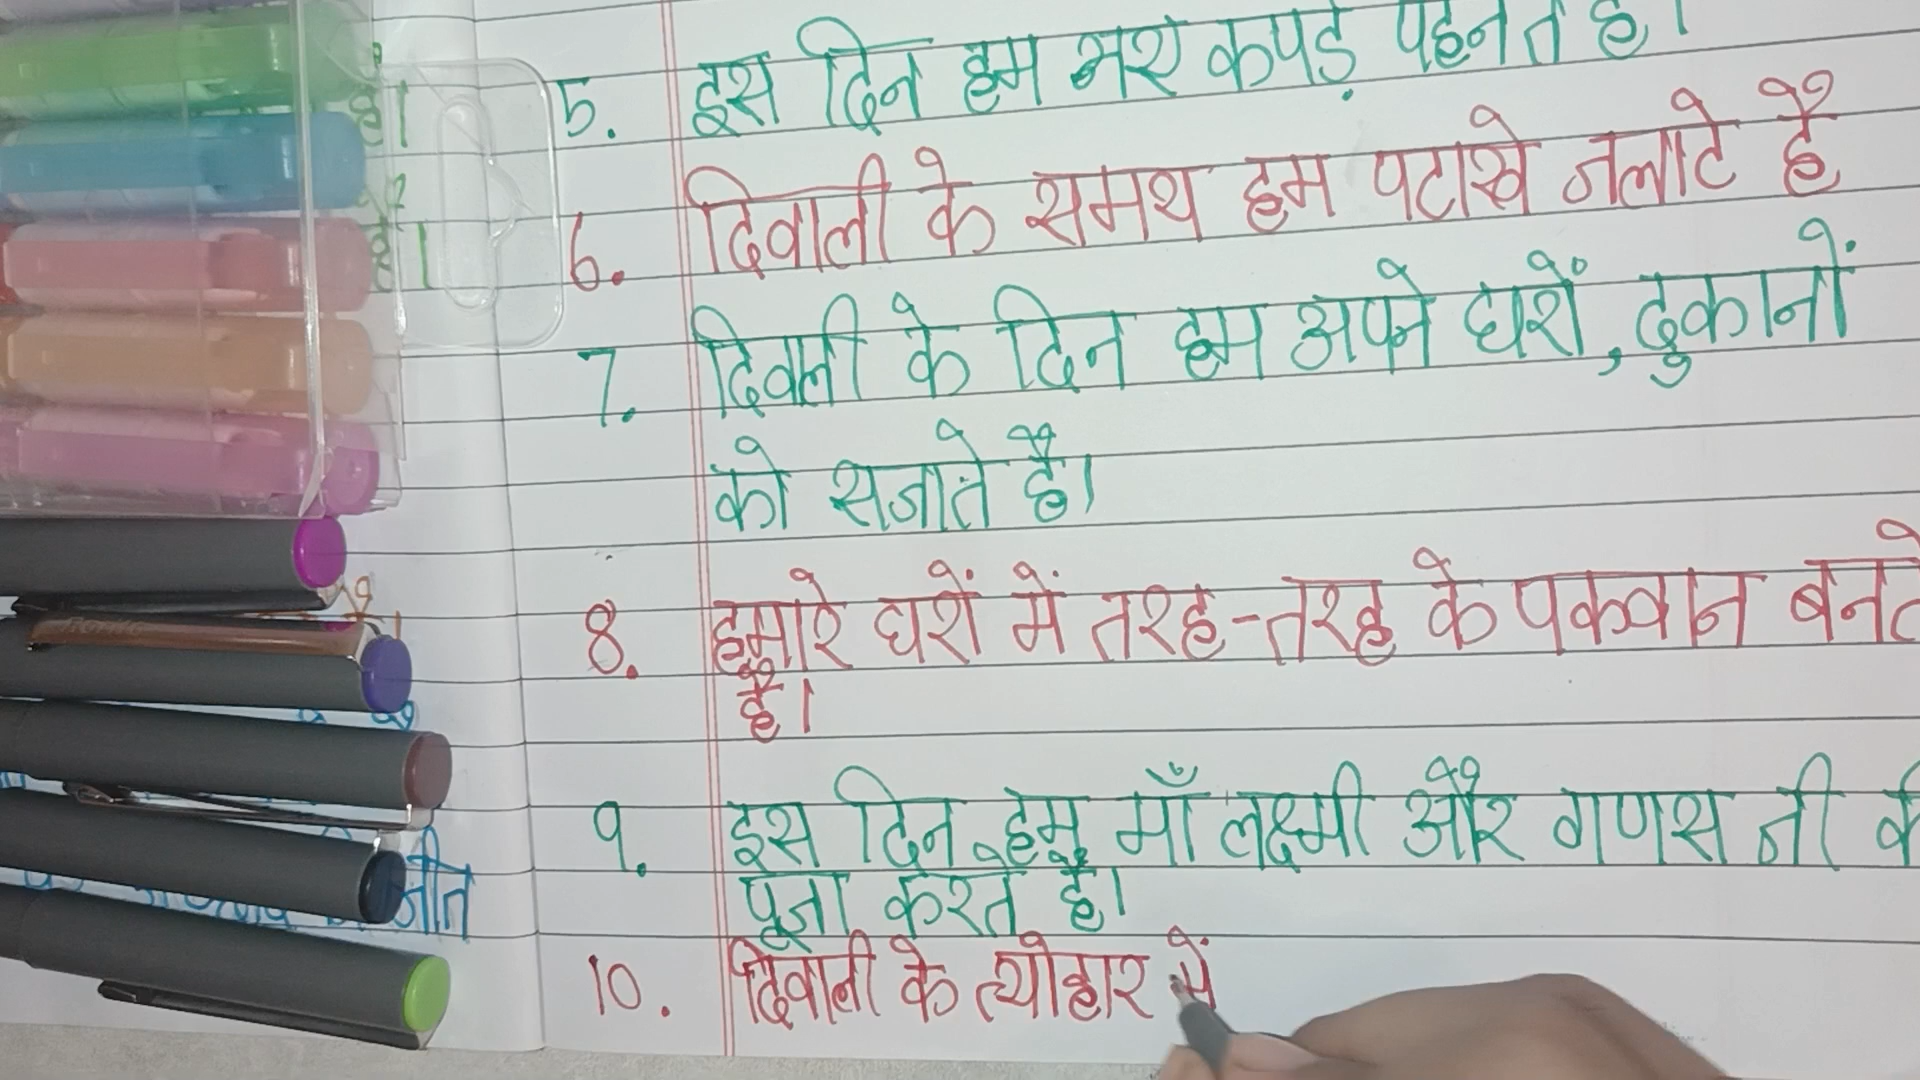 5. इस दिन हम नए कपड़े पहनते है।
6. दिवाली के समय हम पटाखे जलाटे हैं
7. दिवाली के दिन हम अपने घरों, दुकानों
को सजाते है।
8. हमारे घरों में तरह-तरह के पकवान बनते
है।
9. इस दिन हम माँ लक्ष्मी और गणस जी
पूजा करते है।
10. दिवाली के त्योहार में
है।
है।
जीत